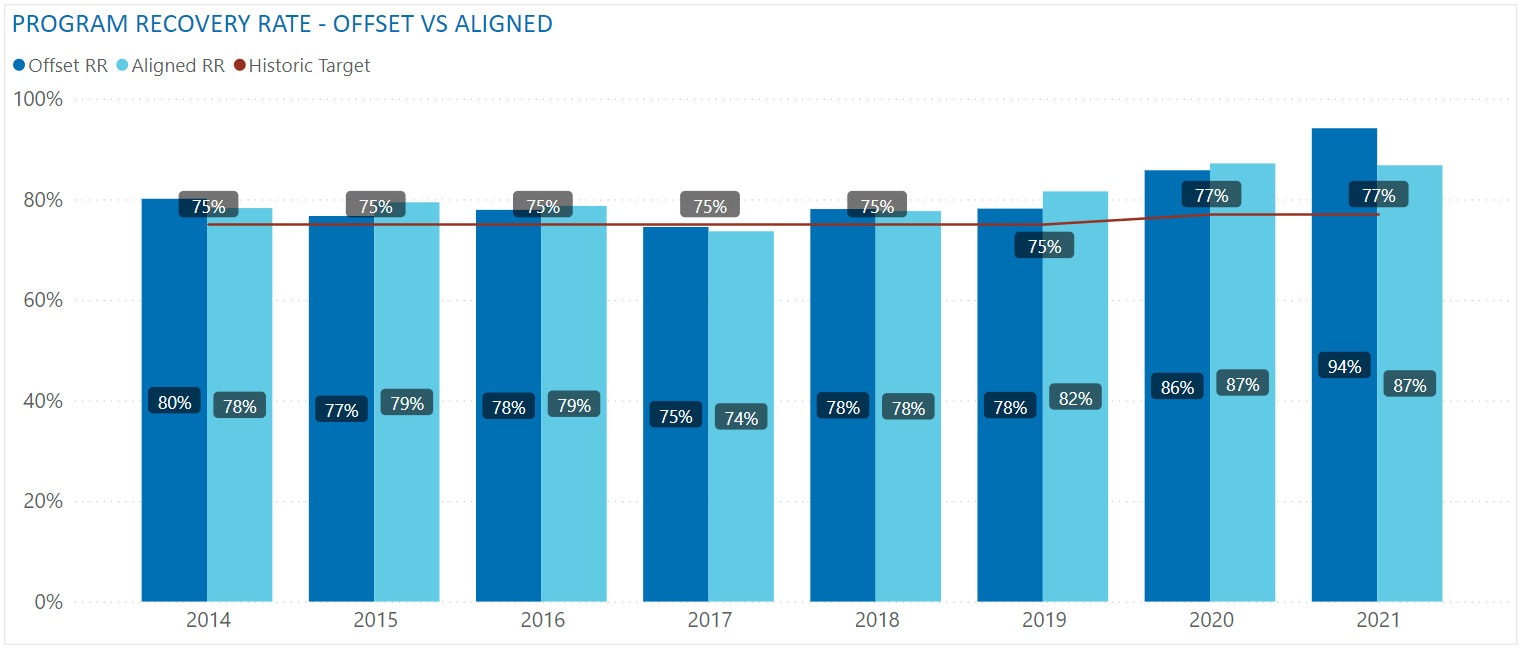 PROGRAM RECOVERY RATE - OFFSET VS ALIGNED
Offset RR Aligned RR Historic Target
100%
80%
60%
40%
20%
0%
75% 75% 75% 75% 75% 75% 77% 77%
80% 78% 77% 79% 78% 79% 75% 74% 78% 78% 78% 82% 86% 87% 94% 87%
2014 2015 2016 2017 2018 2019 2020 2021